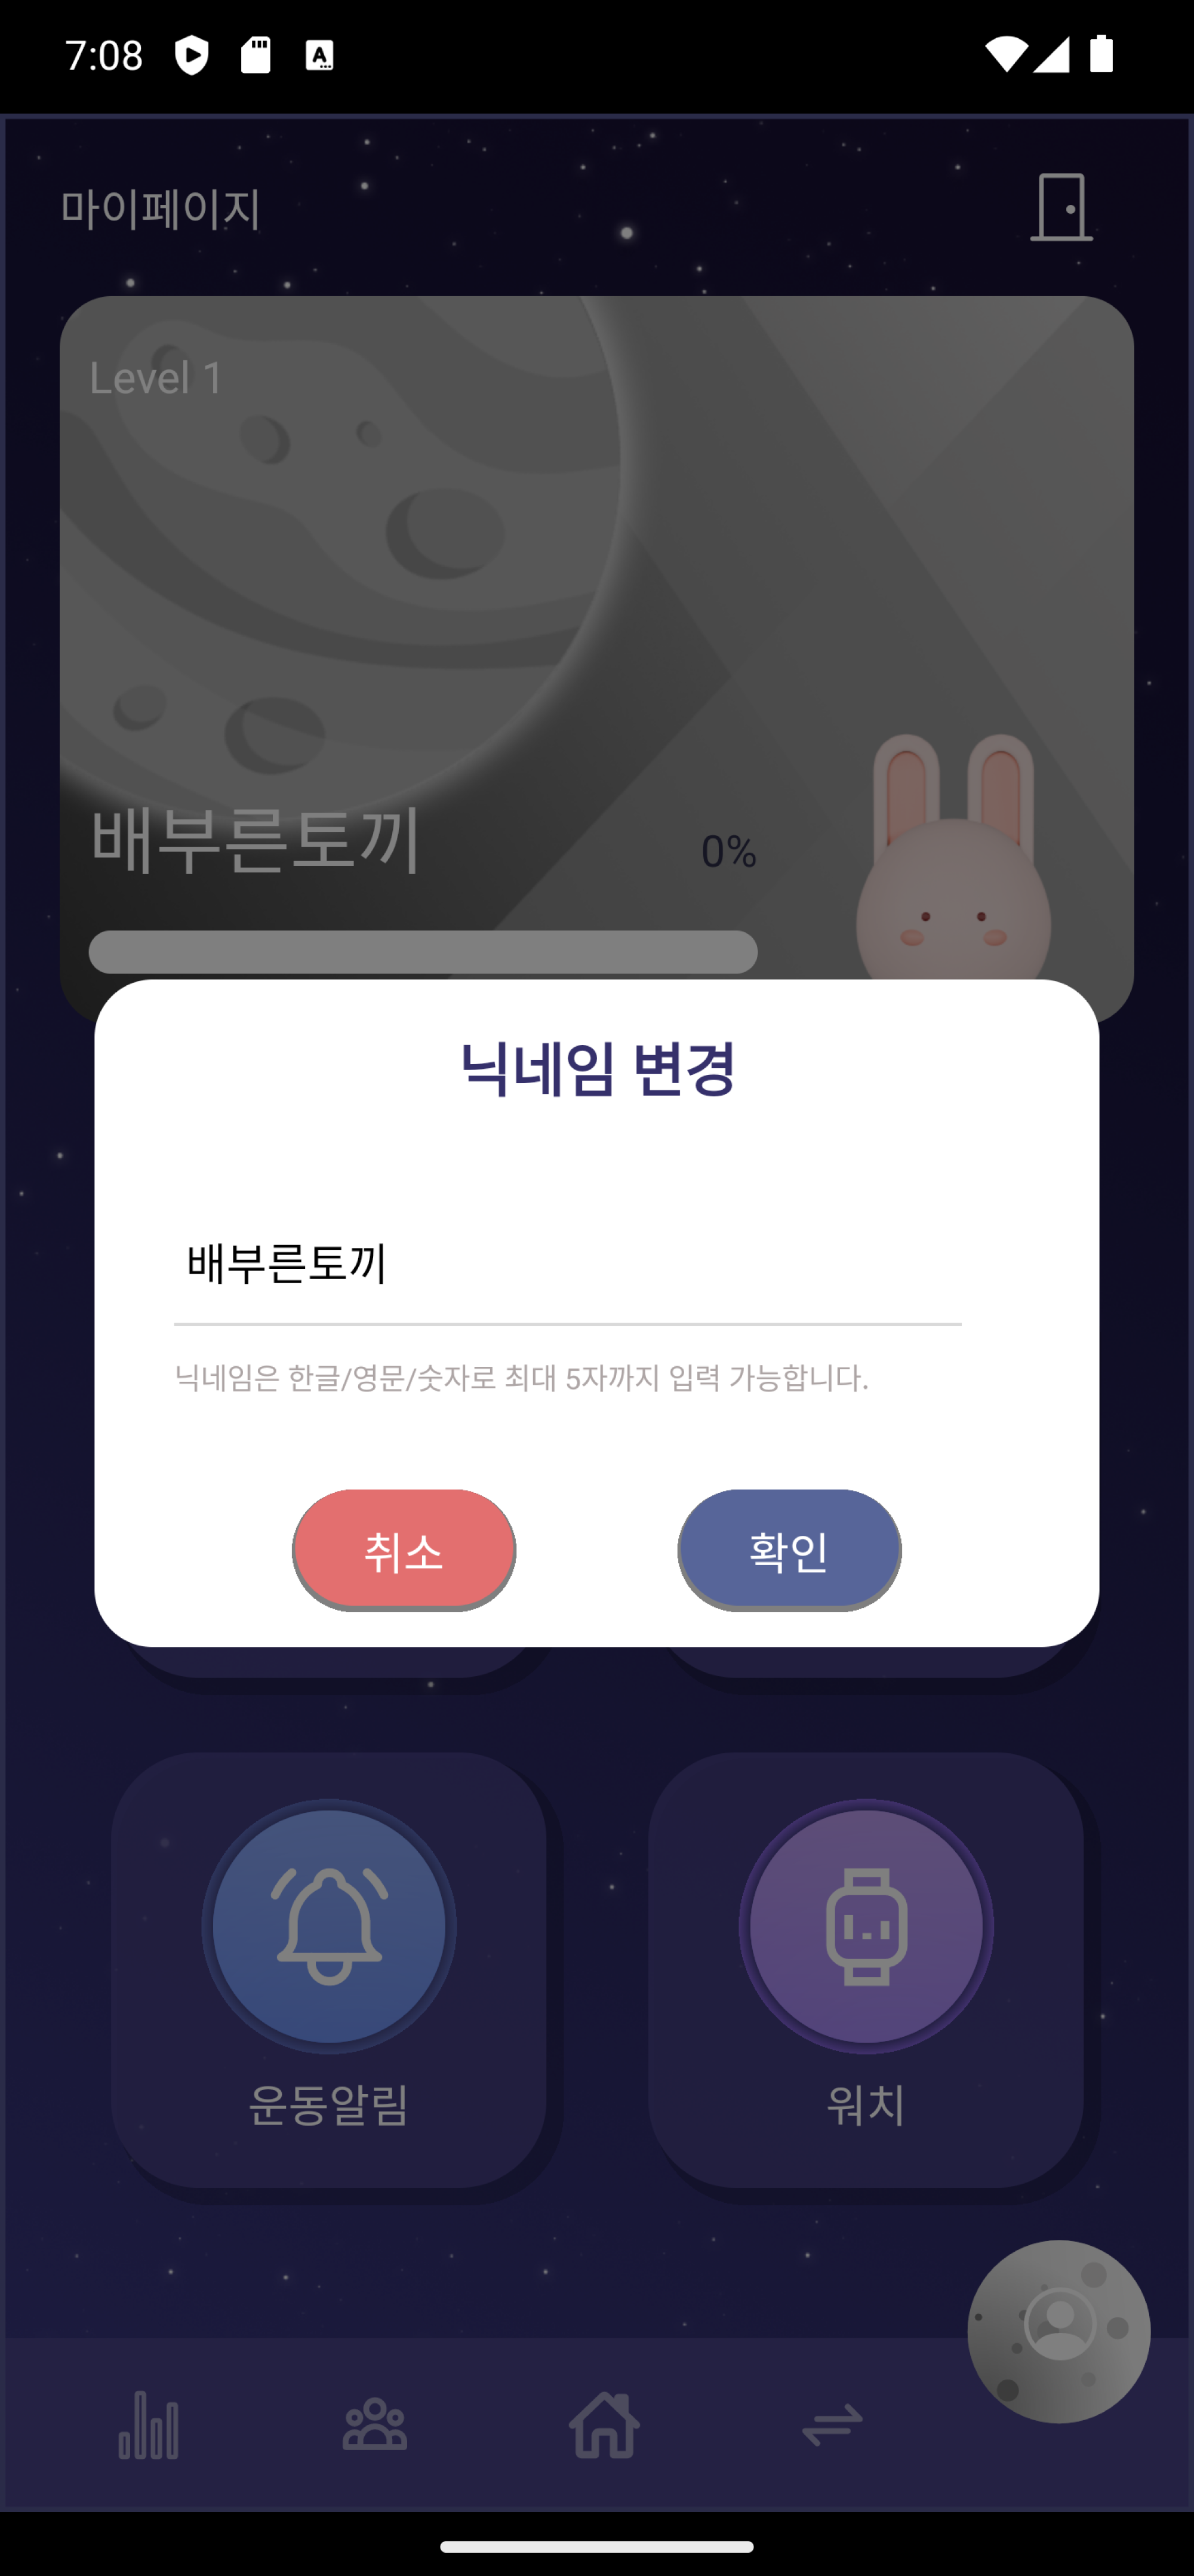 7:08
마이페이지
Level 1
배부른토끼
0%
닉네임 변경
배부른토끼
닉네임은 한글/영문/숫자로 최대 5자까지 입력 가능합니다.
취소 확인
운동알림 워치